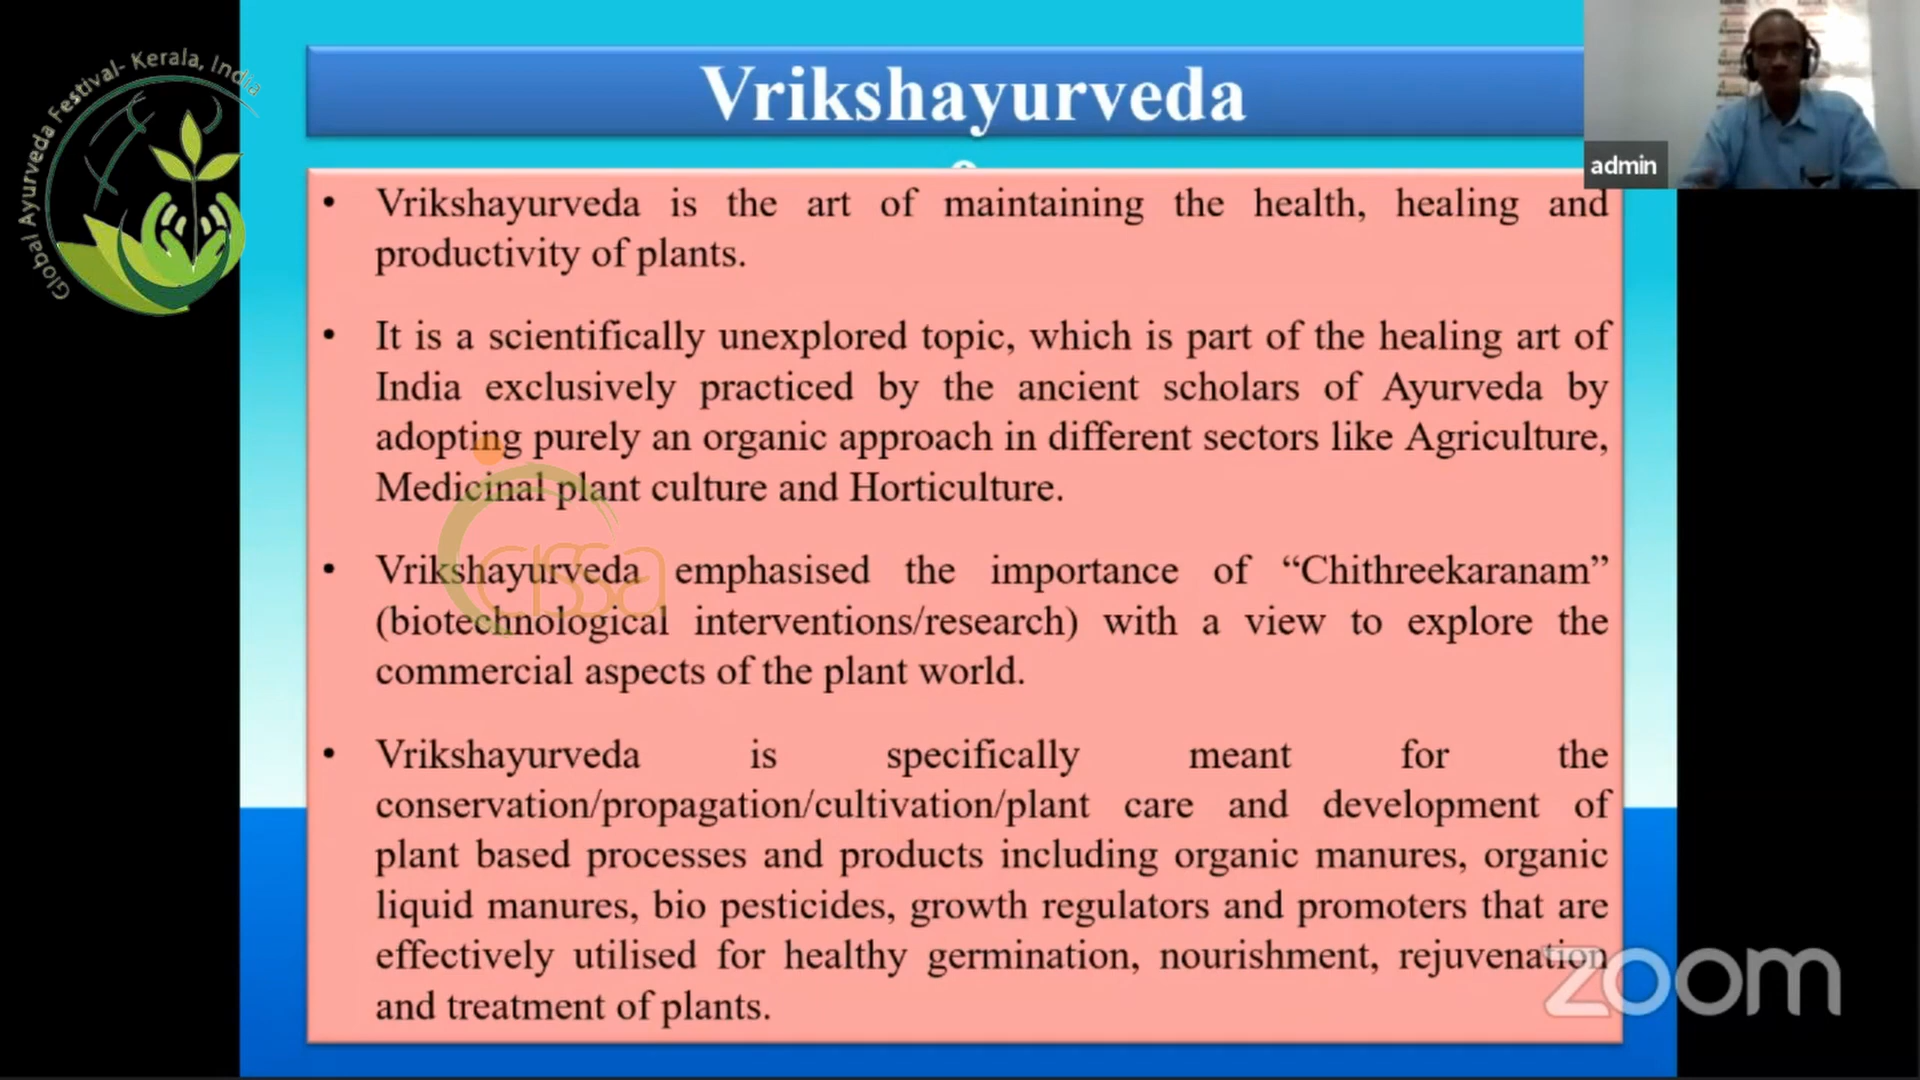 Global Ayurveda Festival- Kerala, India
Vrikshayurveda
admin
• Vrikshayurveda is the art of maintaining the health, healing and
productivity of plants.
• It is a scientifically unexplored topic, which is part of the healing art of
India exclusively practiced by the ancient scholars of Ayurveda by
adopting purely an organic approach in different sectors like Agriculture,
Medicinal plant culture and Horticulture.
• Vrikshayurveda emphasised the importance of “Chithreekaranam”
(biotechnological interventions/research) with a view to explore the
commercial aspects of the plant world.
• Vrikshayurveda is specifically meant for the
conservation/propagation/cultivation/plant care and development of
plant based processes and products including organic manures, organic
liquid manures, bio pesticides, growth regulators and promoters that are
effectively utilised for healthy germination, nourishment, rejuvenation
and treatment of plants.
cissa
zoom